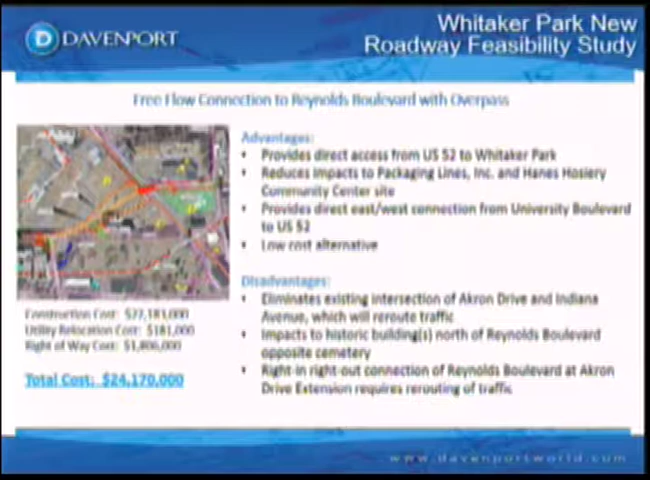 DAVENPORT
Whitaker Park New
Roadway Feasibility Study
Free Flow Connection to Reynolds Boulevard with Overpass
Advantages:
• Provides direct access from US 52 to Whitaker Park
• Reduces Impacts to Packaging Lines, Inc. and Hanes Hosiery
Community Center site
• Provides direct east/west connection from University Boulevard
to US 52
• Low cost alternative
Disadvantages:
• Eliminates existing intersection of Akron Drive and Indiana
Avenue, which will reroute traffic
• Impacts to historic building(s) north of Reynolds Boulevard
opposite cemetery
• Right-in right-out connection of Reynolds Boulevard at Akron
Drive Extension requires rerouting of traffic
Construction Cost:
Utility Relocation Cost: $181,000
Right of Way Cost:
Total Cost: $24,170,000
www.davenportworld.com